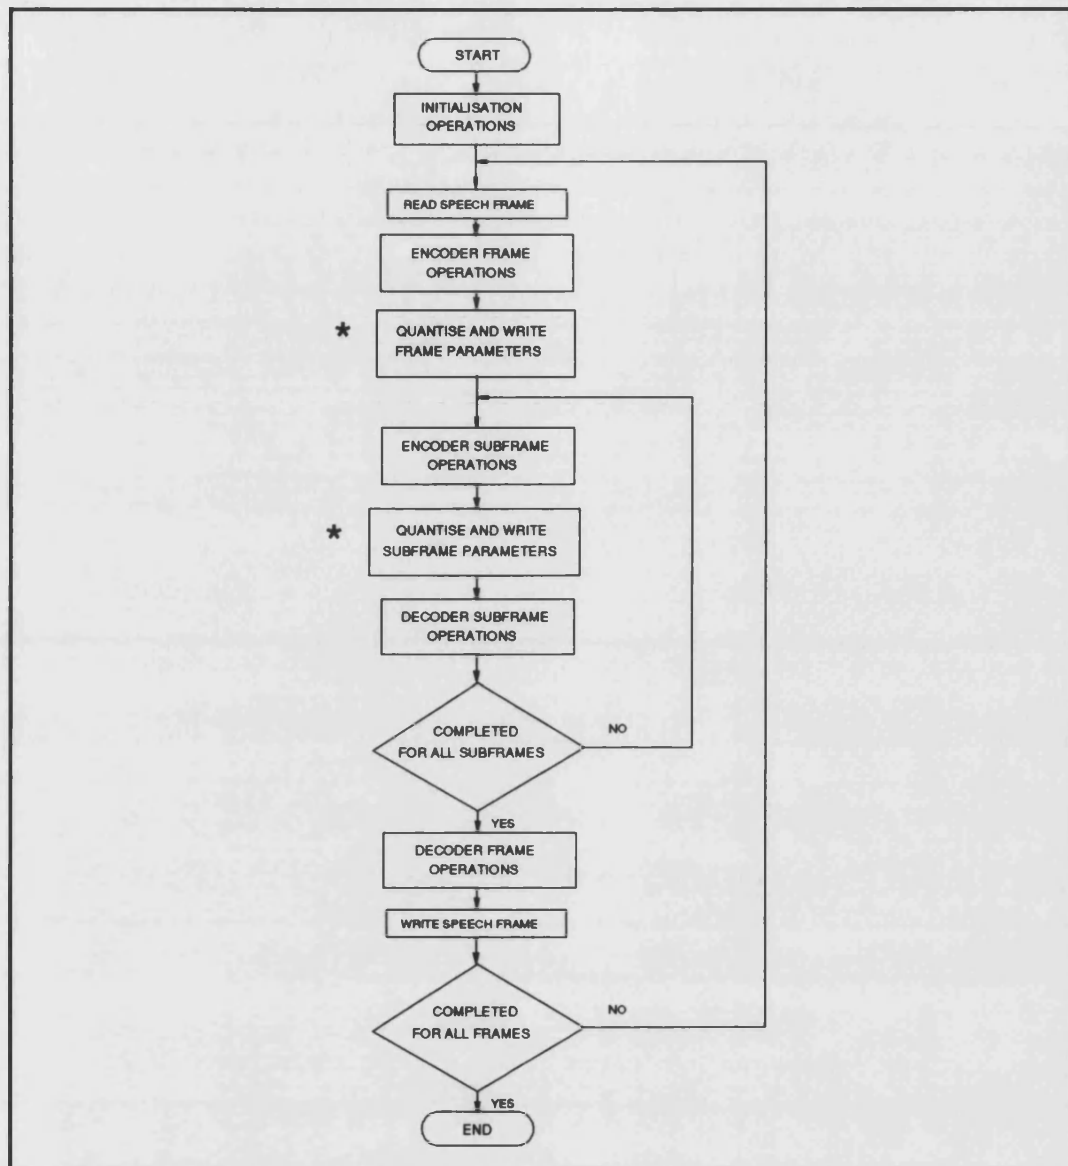 START
INITIALISATION
OPERATIONS
READ SPEECH FRAME
ENCODER FRAME
OPERATIONS
*
QUANTISE AND WRITE
FRAME PARAMETERS
ENCODER SUBFRAME
OPERATIONS
*
QUANTISE AND WRITE
SUBFRAME PARAMETERS
DECODER SUBFRAME
OPERATIONS
COMPLETED
FOR ALL SUBFRAMES
NO
YES
DECODER FRAME
OPERATIONS
WRITE SPEECH FRAME
COMPLETED
FOR ALL FRAMES
NO
YES
END